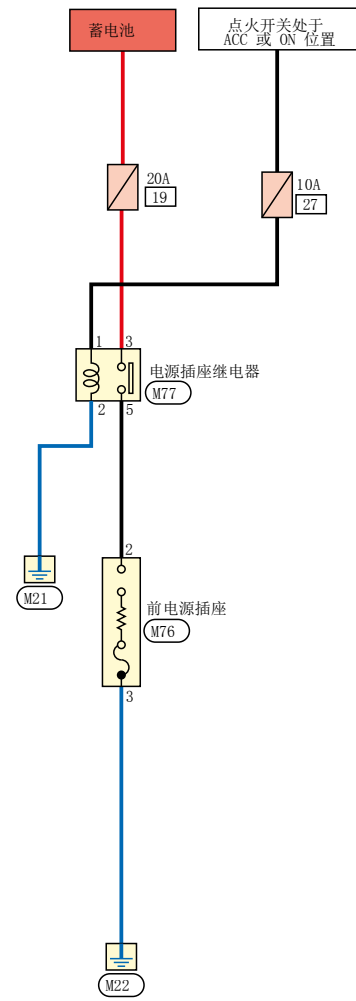 蓄电池
点火开关处于
ACC 或 ON 位置
20A
19
10A
27
1
3
电源插座继电器
M77
2
5
M21
2
前电源插座
M76
3
M22